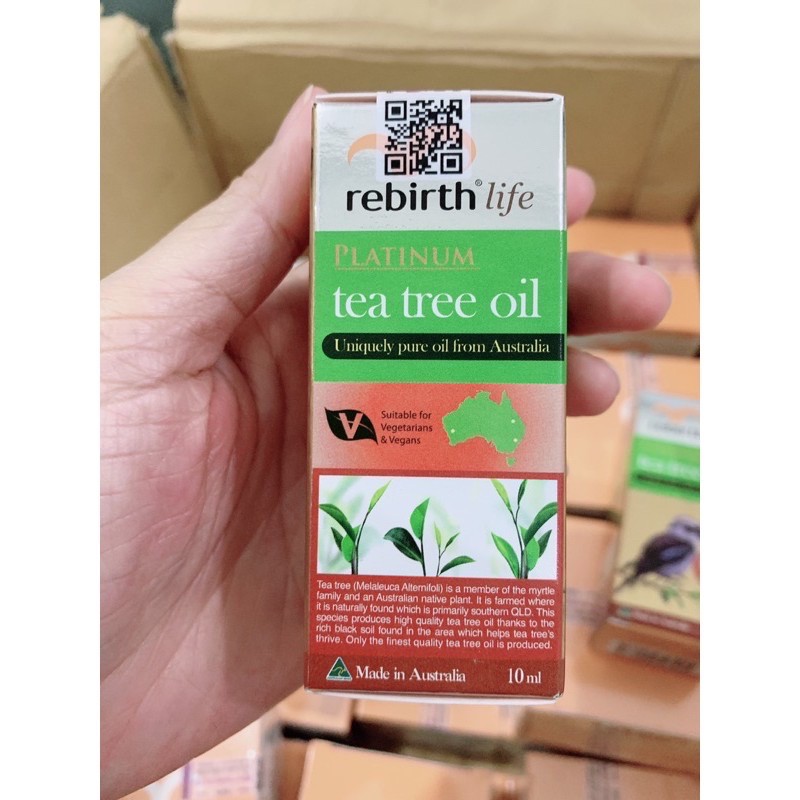 rebirth® life
PLATINUM
tea tree oil
Uniquely pure oil from Australia
Suitable for
Vegetarians
& Vegans
Tea tree (Melaleuca Alternifoli) is a member of the myrtle
family and an Australian native plant. It is farmed where
it is naturally found which is primarily southern QLD. This
species produces high quality tea tree oil thanks to the
rich black soil found in the area which helps tea tree's
thrive. Only the finest quality tea tree oil is produced.
Made in Australia 10 ml